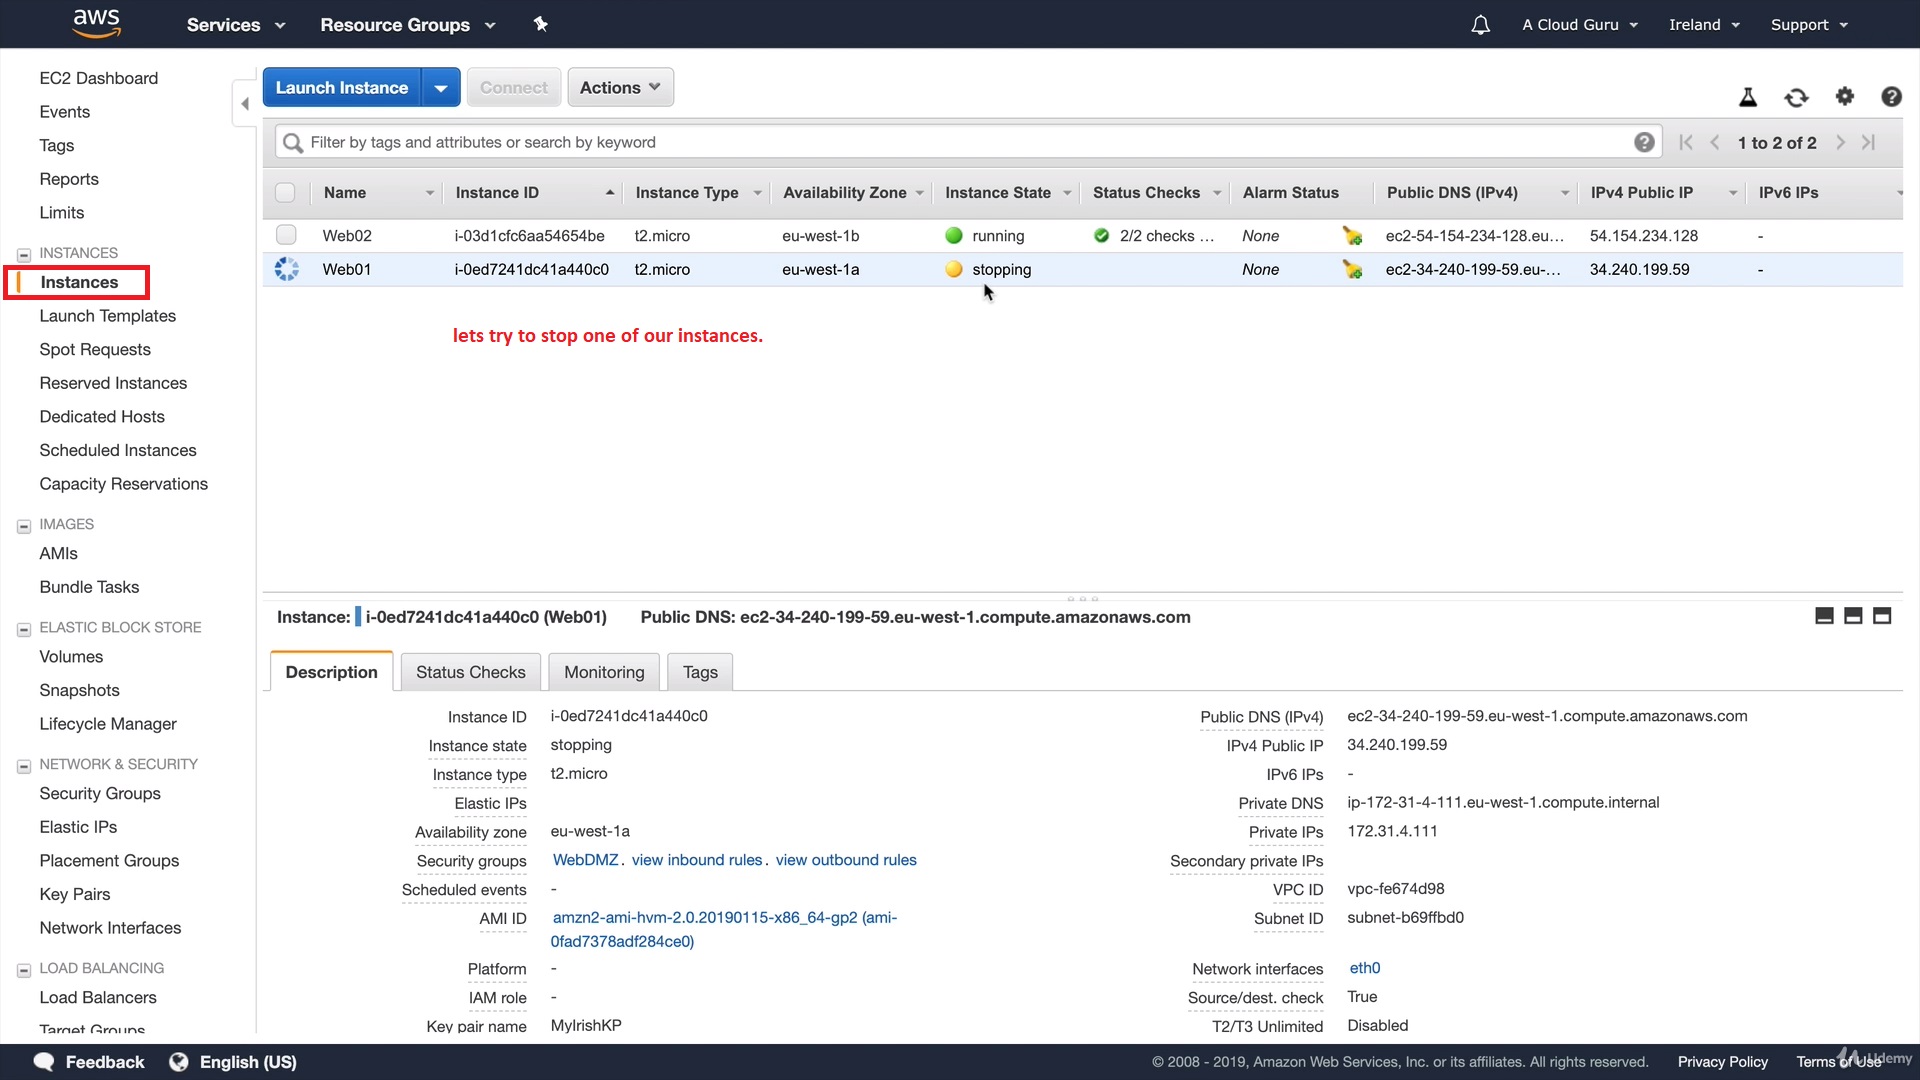 aws
Services
Resource Groups
A Cloud Guru
Ireland
Support
EC2 Dashboard
Events
Tags
Reports
Limits
INSTANCES
Instances
Launch Templates
Spot Requests
Reserved Instances
Dedicated Hosts
Scheduled Instances
Capacity Reservations
IMAGES
AMIs
Bundle Tasks
ELASTIC BLOCK STORE
Volumes
Snapshots
Lifecycle Manager
NETWORK & SECURITY
Security Groups
Elastic IPs
Placement Groups
Key Pairs
Network Interfaces
LOAD BALANCING
Load Balancers
Target Groups
Launch Instance
Connect
Actions
Filter by tags and attributes or search by keyword
1 to 2 of 2
Name Instance ID Instance Type Availability Zone Instance State Status Checks Alarm Status Public DNS (IPv4) IPv4 Public IP IPv6 IPs
Web02 i-03d1cfc6aa54654be t2.micro eu-west-1b running 2/2 checks ... None ec2-54-154-234-128.eu... 54.154.234.128 -
Web01 i-0ed7241dc41a440c0 t2.micro eu-west-1a stopping None ec2-34-240-199-59.eu-... 34.240.199.59 -
lets try to stop one of our instances.
Instance: i-0ed7241dc41a440c0 (Web01) Public DNS: ec2-34-240-199-59.eu-west-1.compute.amazonaws.com
Description
Status Checks
Monitoring
Tags
Instance ID i-0ed7241dc41a440c0
Instance state stopping
Instance type t2.micro
Elastic IPs
Availability zone eu-west-1a
Security groups WebDMZ. view inbound rules. view outbound rules
Scheduled events -
AMI ID amzn2-ami-hvm-2.0.20190115-x86_64-gp2 (ami-
0fad7378adf284ce0)
Platform -
IAM role -
Key pair name MyIrishKP
Public DNS (IPv4) ec2-34-240-199-59.eu-west-1.compute.amazonaws.com
IPv4 Public IP 34.240.199.59
IPv6 IPs -
Private DNS ip-172-31-4-111.eu-west-1.compute.internal
Private IPs 172.31.4.111
Secondary private IPs
VPC ID vpc-fe674d98
Subnet ID subnet-b69ffbd0
Network interfaces eth0
Source/dest. check True
T2/T3 Unlimited Disabled
Feedback
English (US)
© 2008 - 2019, Amazon Web Services, Inc. or its affiliates. All rights reserved.
Privacy Policy
Terms of Use
Udemy